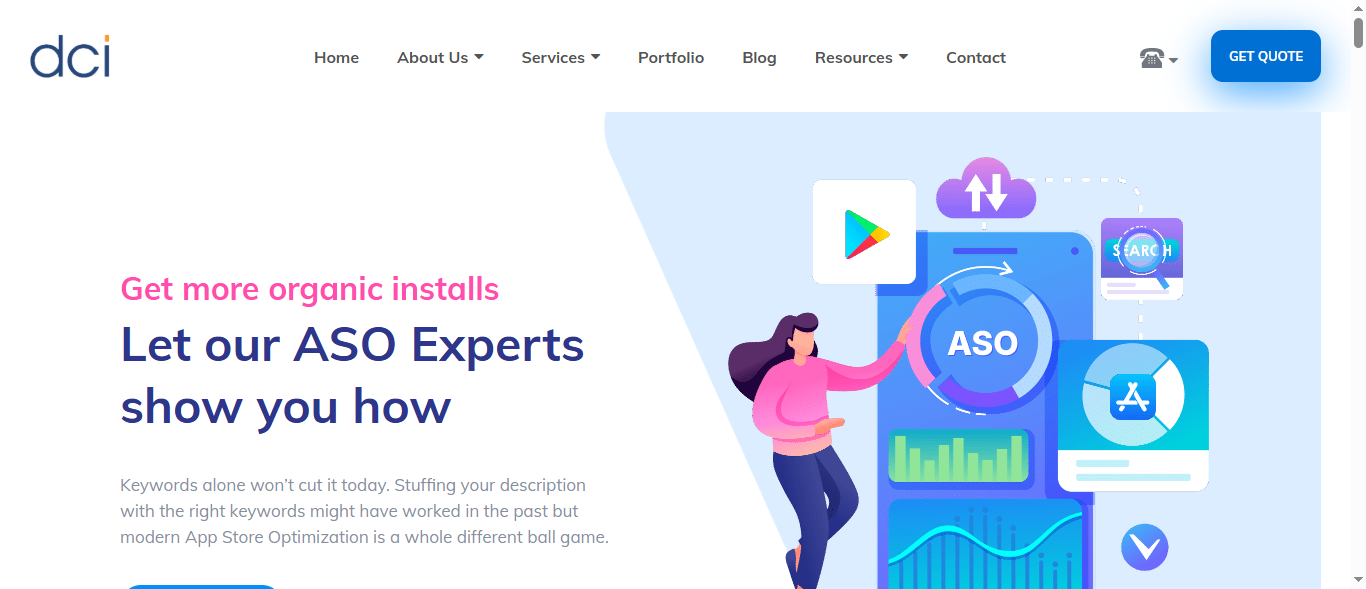 dci
Home About Us Services Portfolio Blog Resources Contact GET QUOTE
Get more organic installs
Let our ASO Experts
show you how
Keywords alone won’t cut it today. Stuffing your description
with the right keywords might have worked in the past but
modern App Store Optimization is a whole different ball game.
SEARCH
ASO